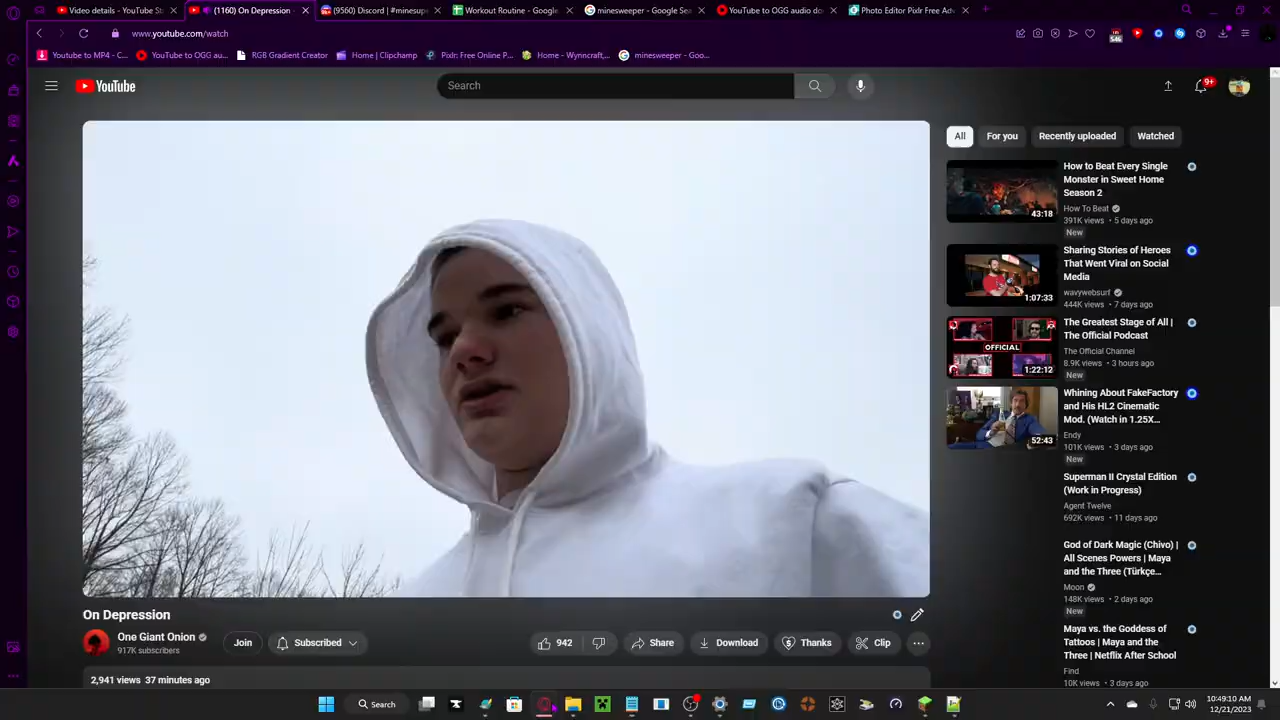 Video details - YouTube St
(1160) On Depression -
(9560) Discord | #minesupe
Workout Routine - Google
minesweeper - Google Sea
YouTube to OGG audio do
Photo Editor Pixlr Free Adv
www.youtube.com/watch
546
Youtube to MP4 - C...
YouTube to OGG au...
RGB Gradient Creator
Home | Clipchamp
Pixlr: Free Online P...
Home - Wynncraft,...
minesweeper - Goo...
YouTube
Search
9+
All
For you
Recently uploaded
Watched
How to Beat Every Single
Monster in Sweet Home
Season 2
How To Beat
391K views • 5 days ago
New
43:18
Sharing Stories of Heroes
That Went Viral on Social
Media
wavywebsurf
444K views • 7 days ago
1:07:33
The Greatest Stage of All |
The Official Podcast
The Official Channel
8.9K views • 3 hours ago
New
OFFICIAL
1:22:12
Whining About FakeFactory
and His HL2 Cinematic
Mod. (Watch in 1.25X...
Endy
101K views • 3 days ago
New
52:43
Superman II Crystal Edition
(Work in Progress)
Agent Twelve
692K views • 11 days ago
God of Dark Magic (Chivo) |
All Scenes Powers | Maya
and the Three (Türkçe...
Moon
148K views • 2 days ago
New
Maya vs. the Goddess of
Tattoos | Maya and the
Three | Netflix After School
Find
10K views • 3 days ago
On Depression
One Giant Onion
917K subscribers
Join
Subscribed
942
Share
Download
Thanks
Clip
2,941 views 37 minutes ago
Search
10:49:10 AM
12/21/2023